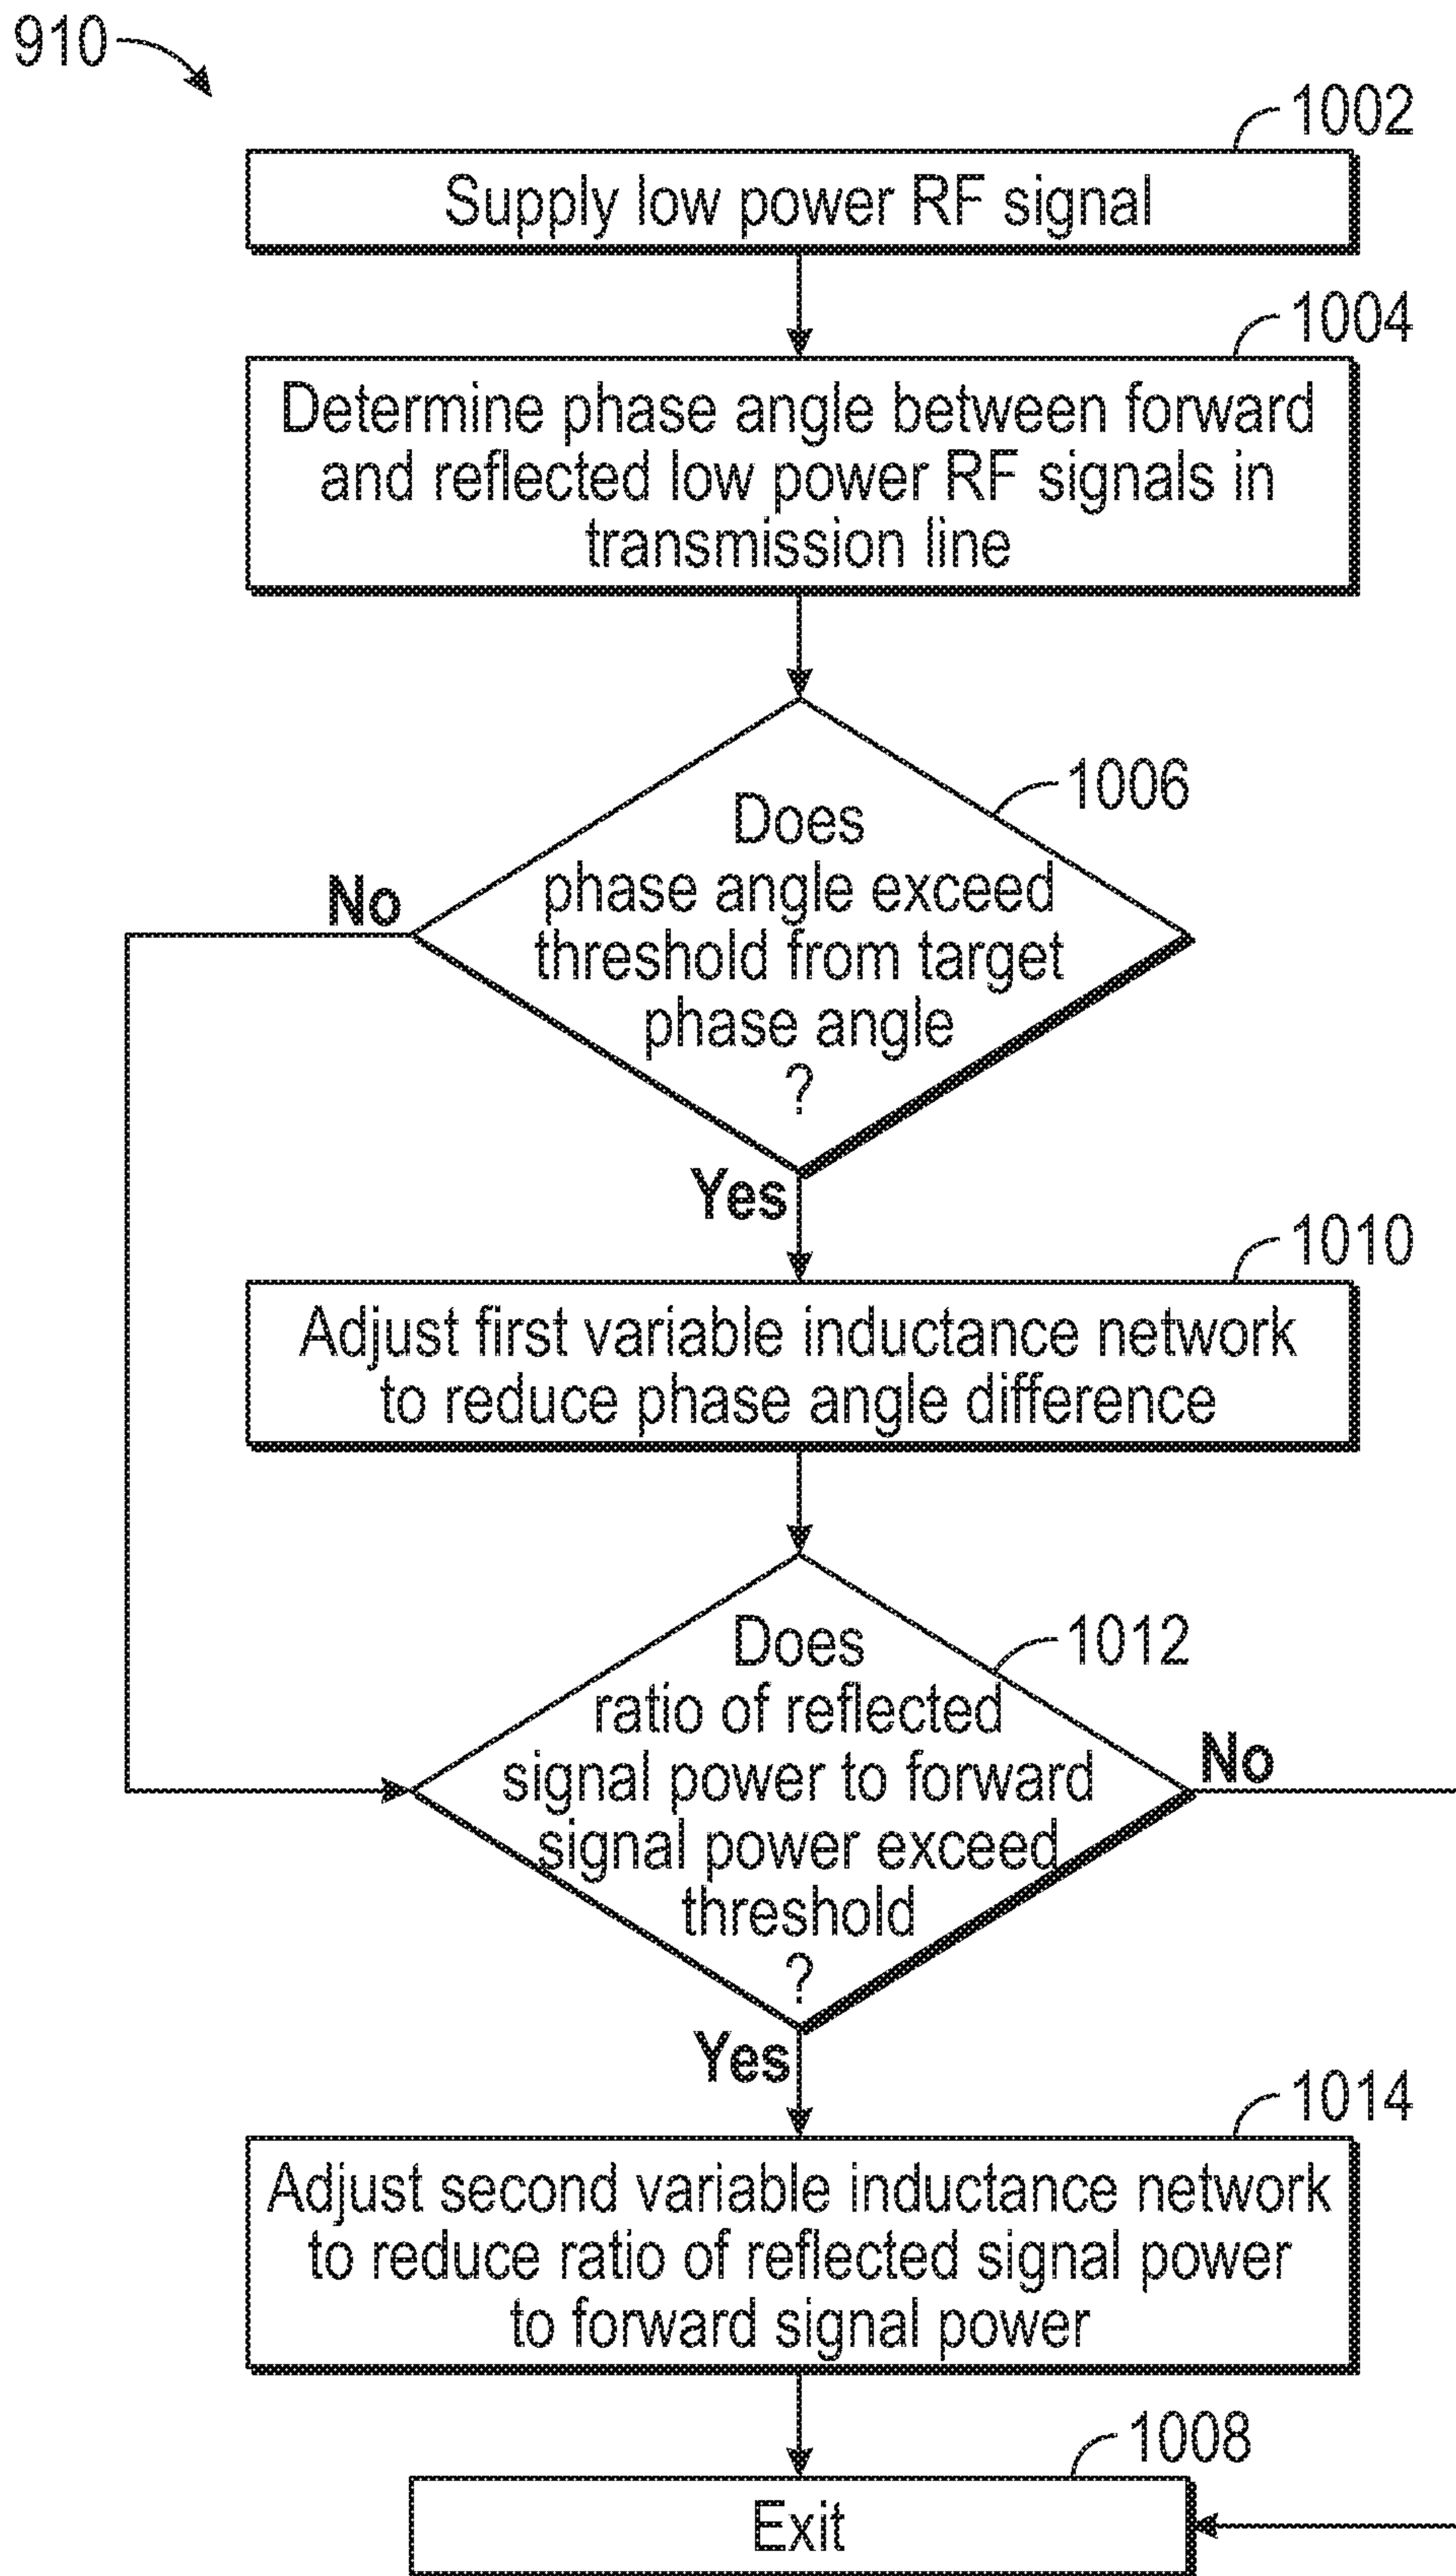 910
1002
Supply low power RF signal
1004
Determine phase angle between forward
and reflected low power RF signals in
transmission line
1006
Does
phase angle exceed
threshold from target
phase angle
?
No
Yes
1010
Adjust first variable inductance network
to reduce phase angle difference
1012
Does
ratio of reflected
signal power to forward
signal power exceed
threshold
?
No
Yes
1014
Adjust second variable inductance network
to reduce ratio of reflected signal power
to forward signal power
1008
Exit